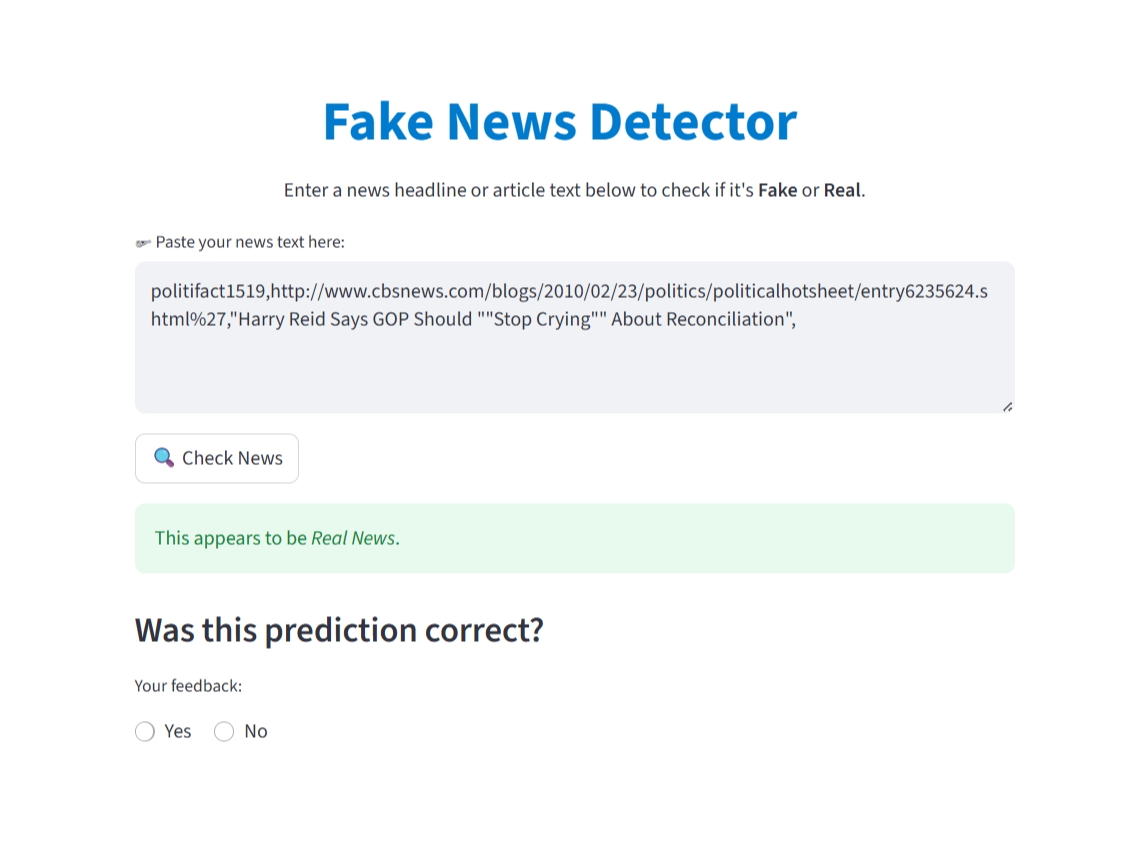 Fake News Detector
Enter a news headline or article text below to check if it's Fake or Real.
Paste your news text here:
politifact1519,http://www.cbsnews.com/blogs/2010/02/23/politics/politicalhotsheet/entry6235624.s
html%27,"Harry Reid Says GOP Should ""Stop Crying"" About Reconciliation",
Check News
This appears to be Real News.
Was this prediction correct?
Your feedback:
Yes No